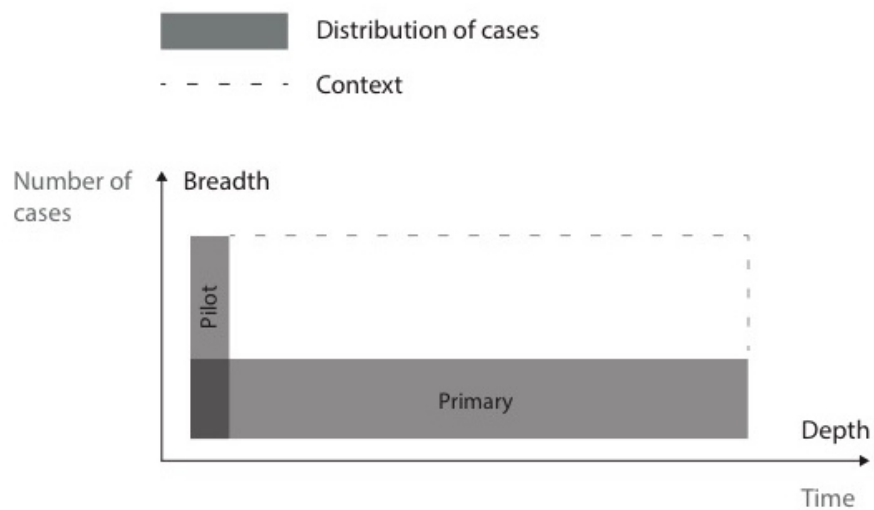 Distribution of cases
Context
Number of
cases
Breadth
Pilot
Primary
Depth
Time